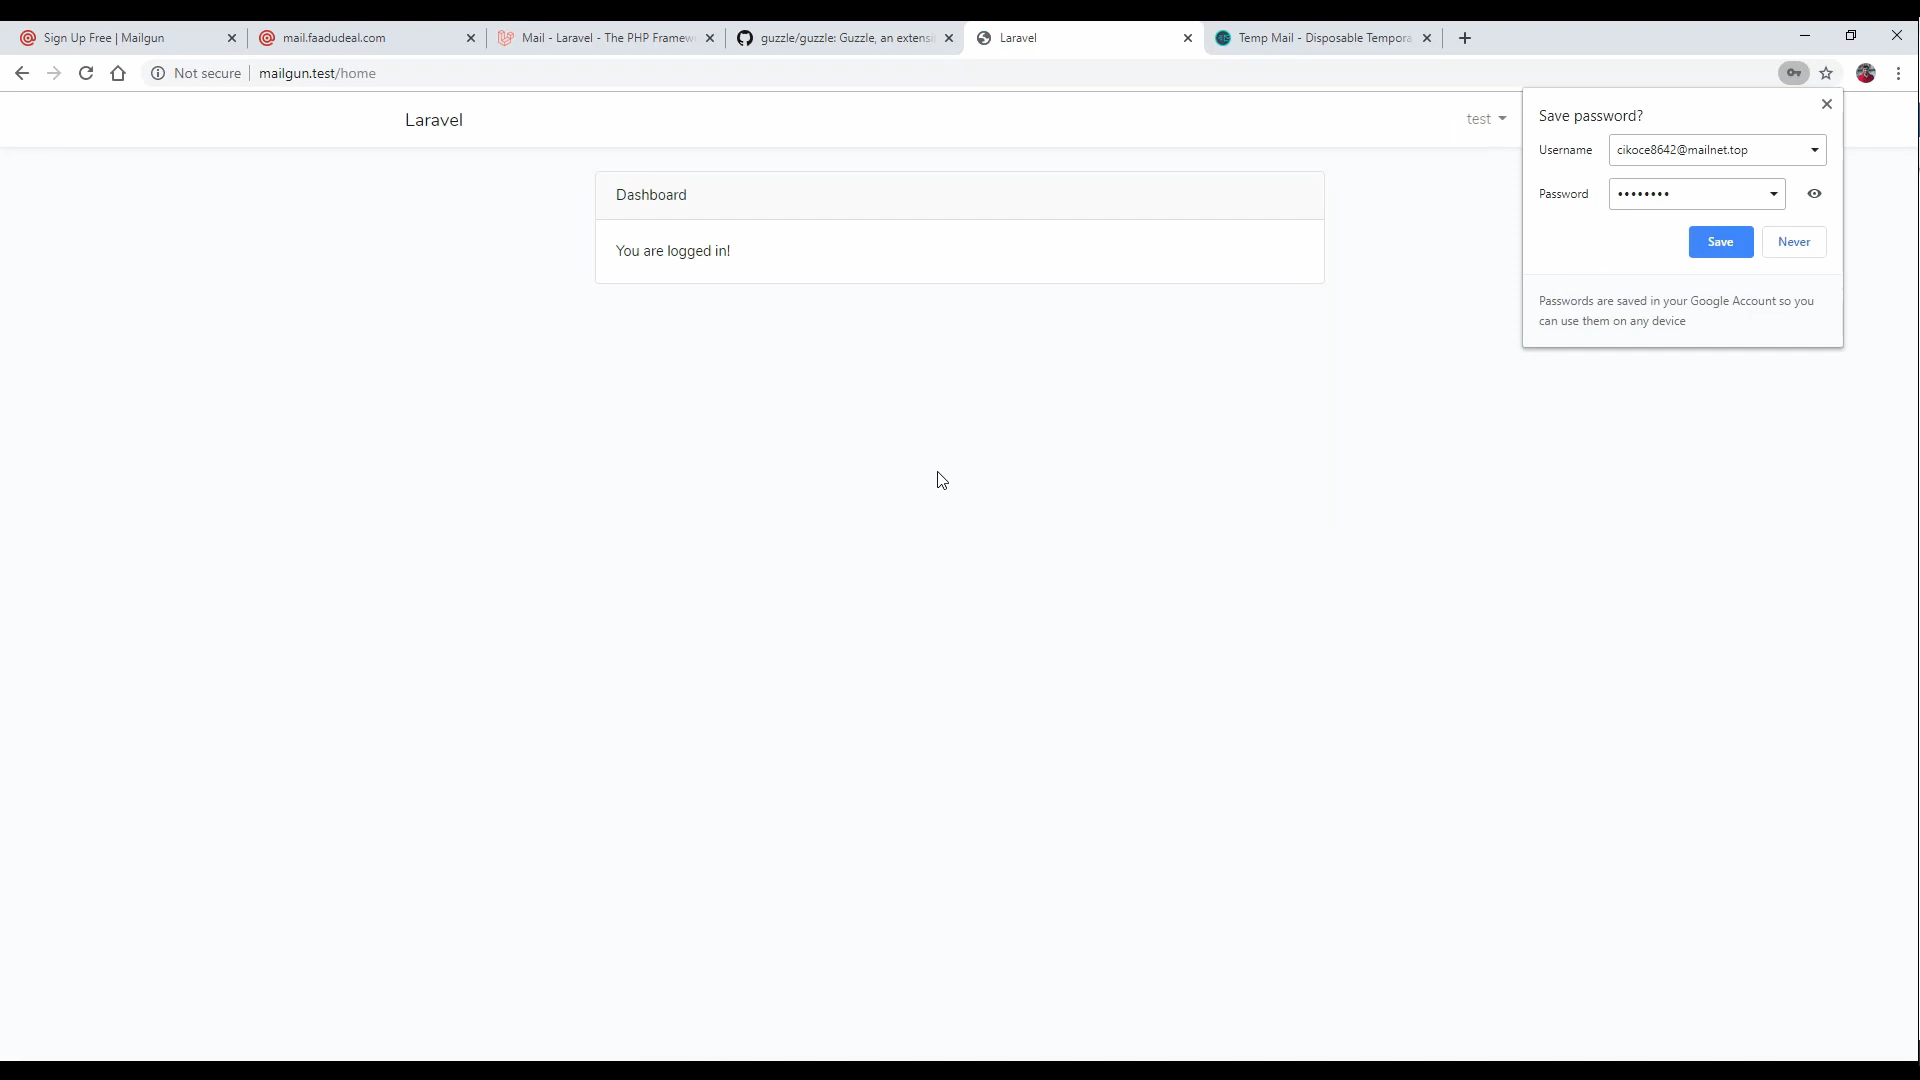 Sign Up Free | Mailgun
mail.faadudeal.com
Mail - Laravel - The PHP Framew
guzzle/guzzle: Guzzle, an extensi
Laravel
Temp Mail - Disposable Tempora
Not secure
mailgun.test/home
Laravel
test
Save password?
Username
cikoce8642@mailnet.top
Password
••••••••
Save
Never
Passwords are saved in your Google Account so you
can use them on any device
Dashboard
You are logged in!